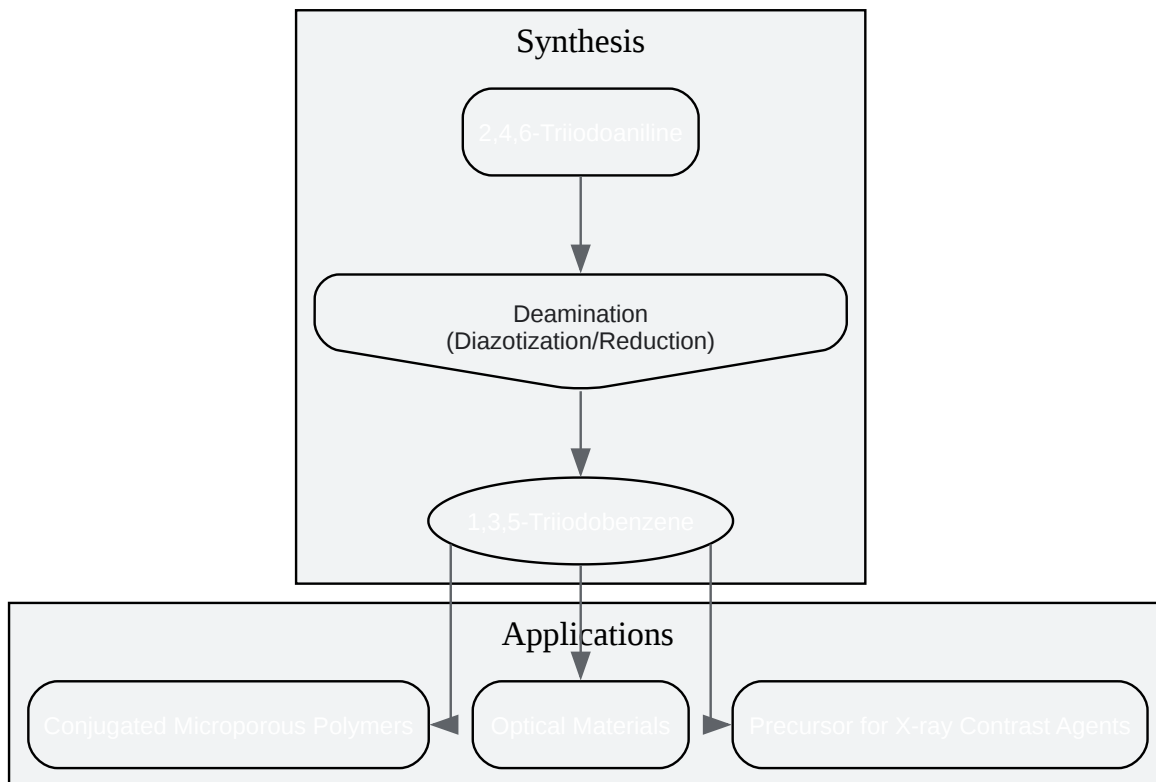 Synthesis
2,4,6-Triiodoaniline
Deamination
(Diazotization/Reduction)
1,3,5-Triiodobenzene
Applications
Conjugated Microporous Polymers
Optical Materials
Precursor for X-ray Contrast Agents